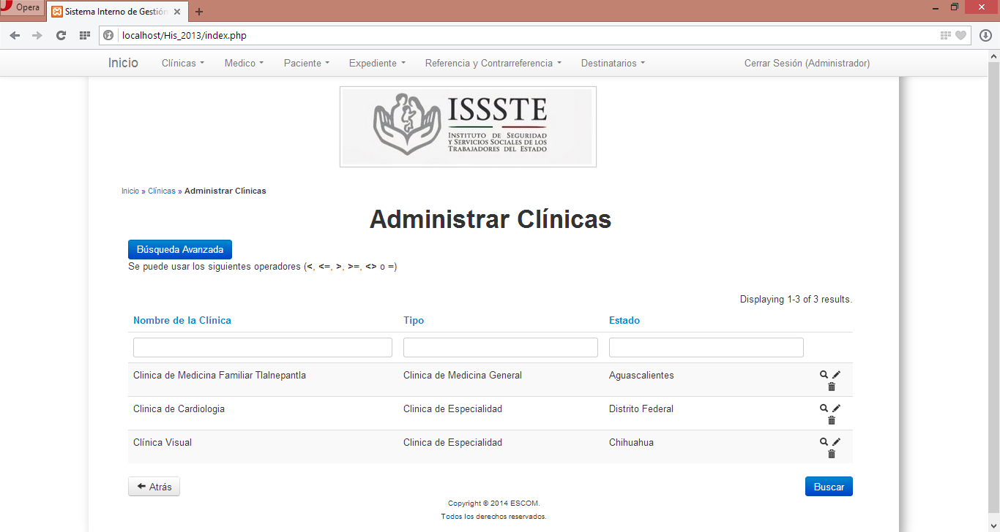 Opera
Sistema Interno de Gestión
localhost/His_2013/index.php
Inicio Clínicas Medico Paciente Expediente Referencia y Contrarreferencia Destinatarios Cerrar Sesión (Administrador)
ISSSTE
INSTITUTO DE SEGURIDAD
Y SERVICIOS SOCIALES DE LOS
TRABAJADORES DEL ESTADO
Inicio » Clínicas » Administrar Clínicas
Administrar Clínicas
Búsqueda Avanzada
Se puede usar los siguientes operadores (<, <=, >, >=, <> o =)
Displaying 1-3 of 3 results.
Nombre de la Clínica Tipo Estado
Clinica de Medicina Familiar Tlalnepantla Clinica de Medicina General Aguascalientes
Clinica de Cardiologia Clinica de Especialidad Distrito Federal
Clínica Visual Clinica de Especialidad Chihuahua
Atrás Buscar
Copyright © 2014 ESCOM.
Todos los derechos reservados.